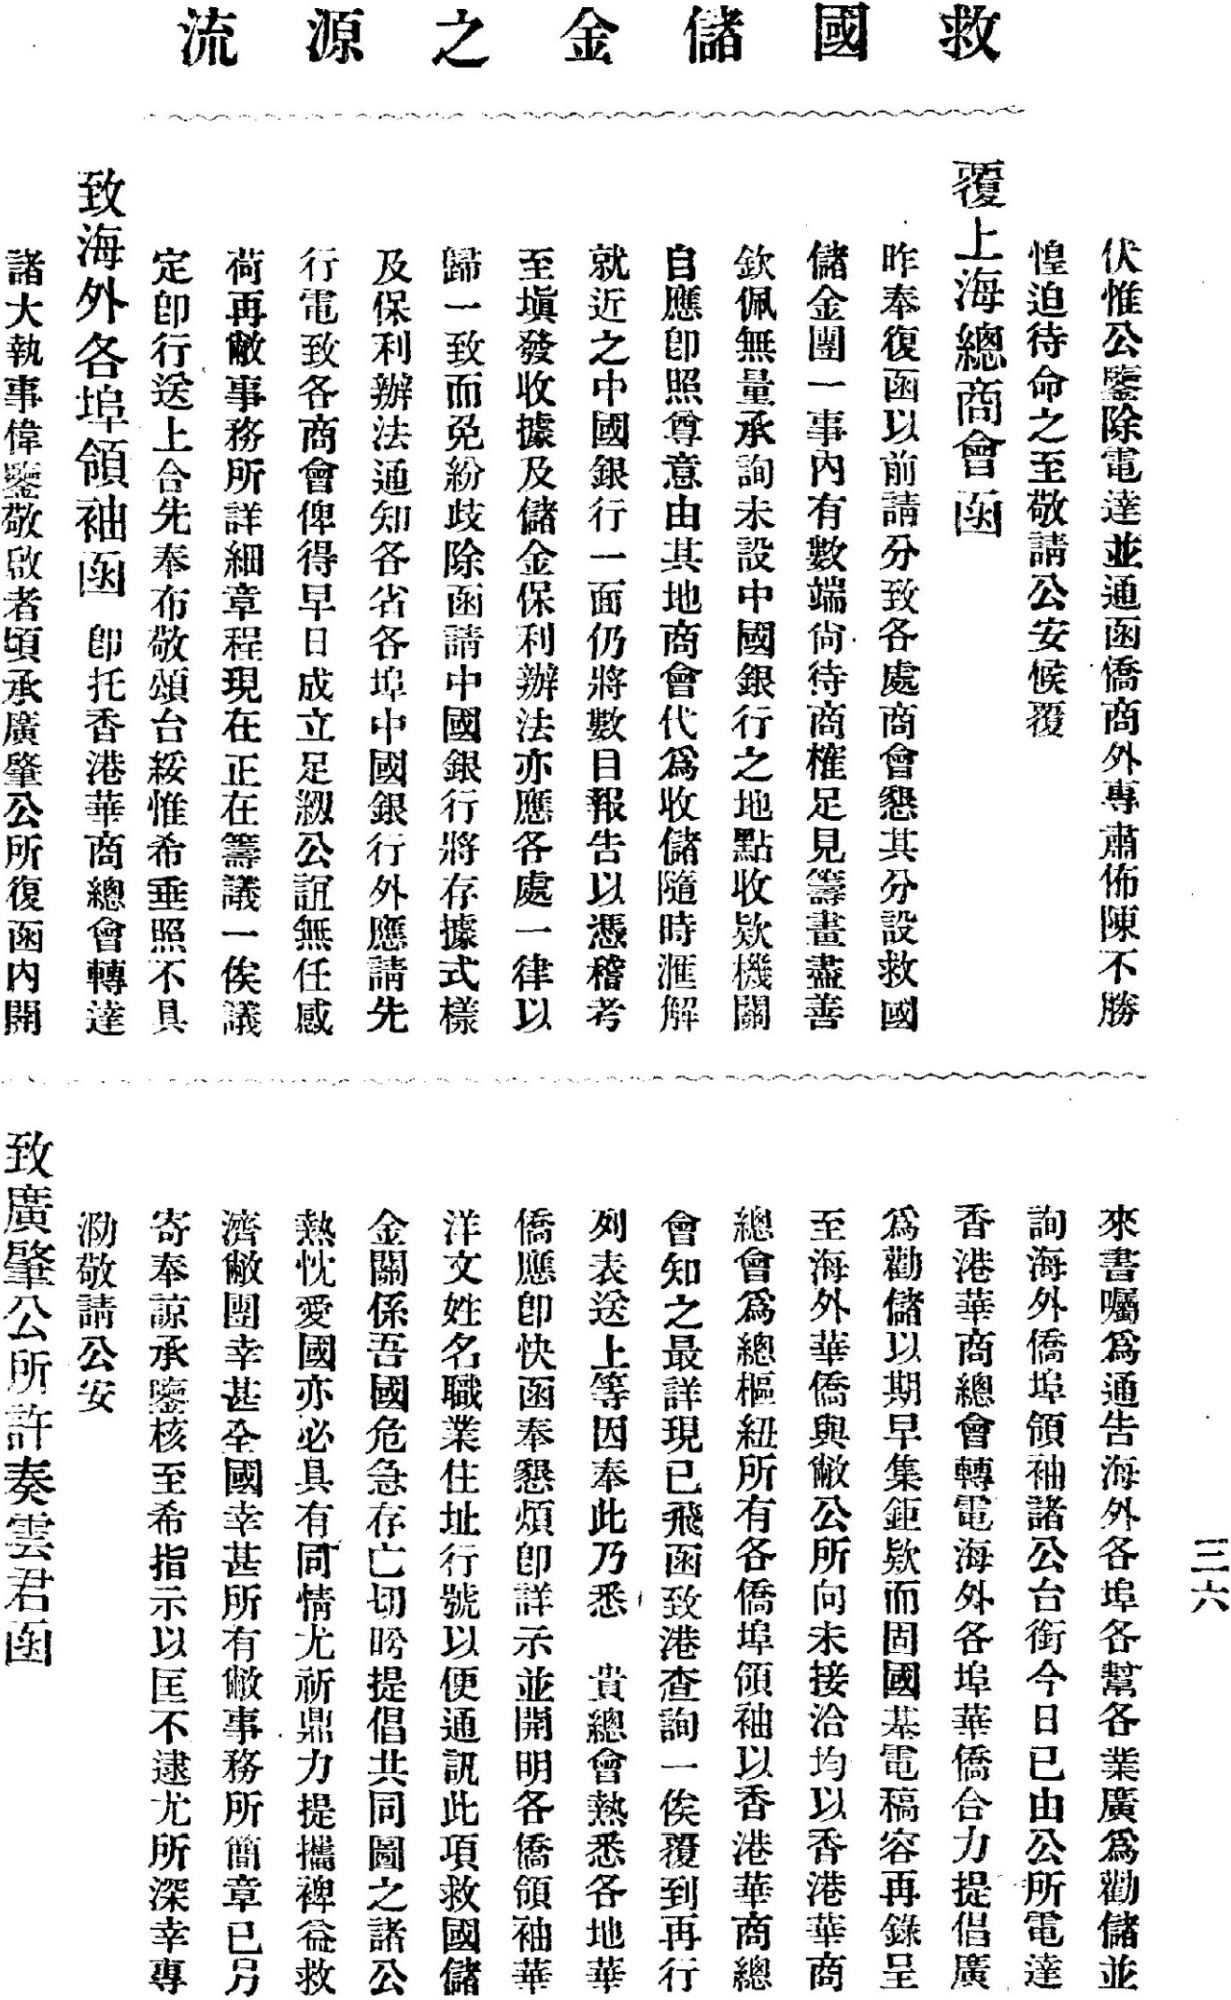 救國儲金之源流
伏惟公鑒除電達並通函僑商外專肅佈陳不勝
惶迫待命之至敬請公安候覆
覆上海總商會函
昨奉復函以前請分致各處商會懇其分設救國
儲金團一事內有數端尙待商榷足見籌畫盡善
欽佩無量承詢未設中國銀行之地點收欵機關
自應卽照尊意由其地商會代爲收儲隨時滙解
就近之中國銀行一面仍將數目報告以憑稽考
至塡發收據及儲金保利辦法亦應各處一律以
歸一致而免紛歧除函請中國銀行將存據式樣
及保利辦法通知各省各埠中國銀行外應請先
行電致各商會俾得早日成立足紉公誼無任感
荷再敝事務所詳細章程現在正在籌議一俟議
定卽行送上合先奉布敬頌台綏惟希垂照不具
致海外各埠領袖函 卽托香港華商總會轉達
諸大執事偉鑒敬啟者頃承廣肇公所復函內開
三六
來書囑爲通告海外各埠各幫各業廣爲勸儲並
詢海外僑埠領袖諸公台銜今日已由公所電達
香港華商總會轉電海外各埠華僑合力提倡廣
爲勸儲以期早集鉅欵而固國基電稿容再錄呈
至海外華僑與敝公所向未接洽均以香港華商
總會爲總樞紐所有各僑埠領袖以香港華商總
會知之最詳現已飛函致港查詢一俟覆到再行
列表送上等因奉此乃悉 貴總會熱悉各地華
僑應卽快函奉懇煩卽詳示並開明各僑領袖華
洋文姓名職業住址行號以便通訊此項救國儲
金關係吾國危急存亡切盼提倡共同圖之諸公
熱忱愛國亦必具有同情尤祈鼎力提攜裨益救
濟敝團幸甚全國幸甚所有敝事務所簡章已另
寄奉諒承鑒核至希指示以匡不逮尤所深幸專
泐敬請公安
致廣肇公所許奏雲君函